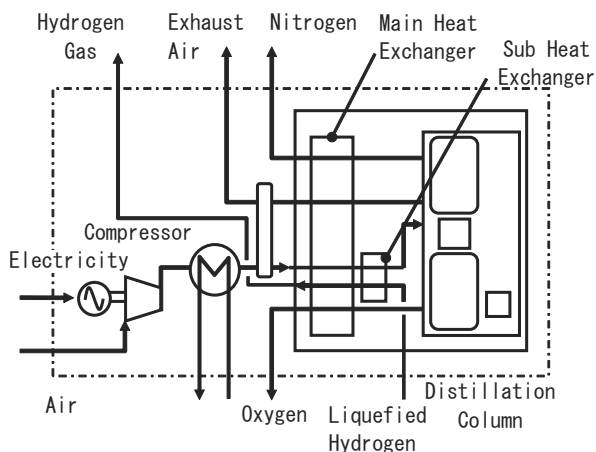 Hydrogen
Gas
Exhaust
Air
Nitrogen
Main Heat
Exchanger
Sub Heat
Exchanger
Compressor
Electricity
Air
Oxygen
Liquefied
Hydrogen
Distillation
Column